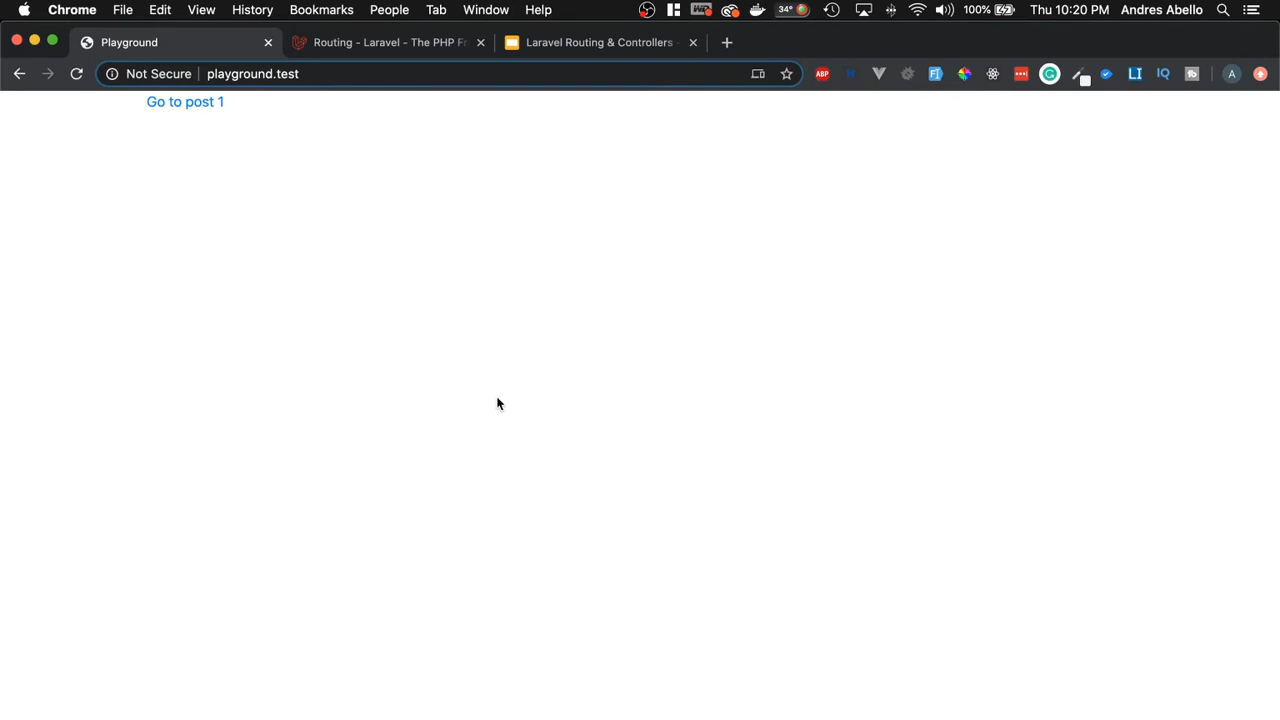 Chrome File Edit View History Bookmarks People Tab Window Help 34° 100% Thu 10:20 PM Andres Abello
Playground Routing - Laravel - The PHP Fr Laravel Routing & Controllers -
Not Secure playground.test ABP LI IQ A
Go to post 1